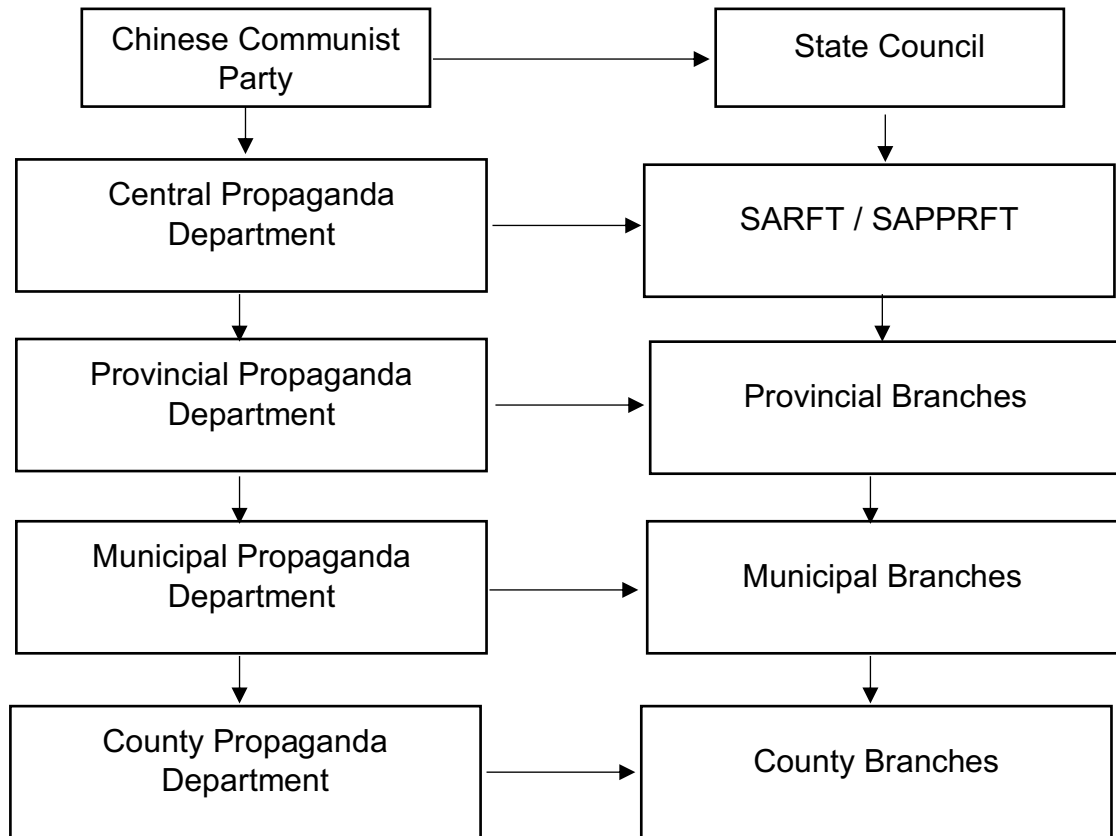 Chinese Communist
Party
State Council
Central Propaganda
Department
SARFT / SAPPRFT
Provincial Propaganda
Department
Provincial Branches
Municipal Propaganda
Department
Municipal Branches
County Propaganda
Department
County Branches